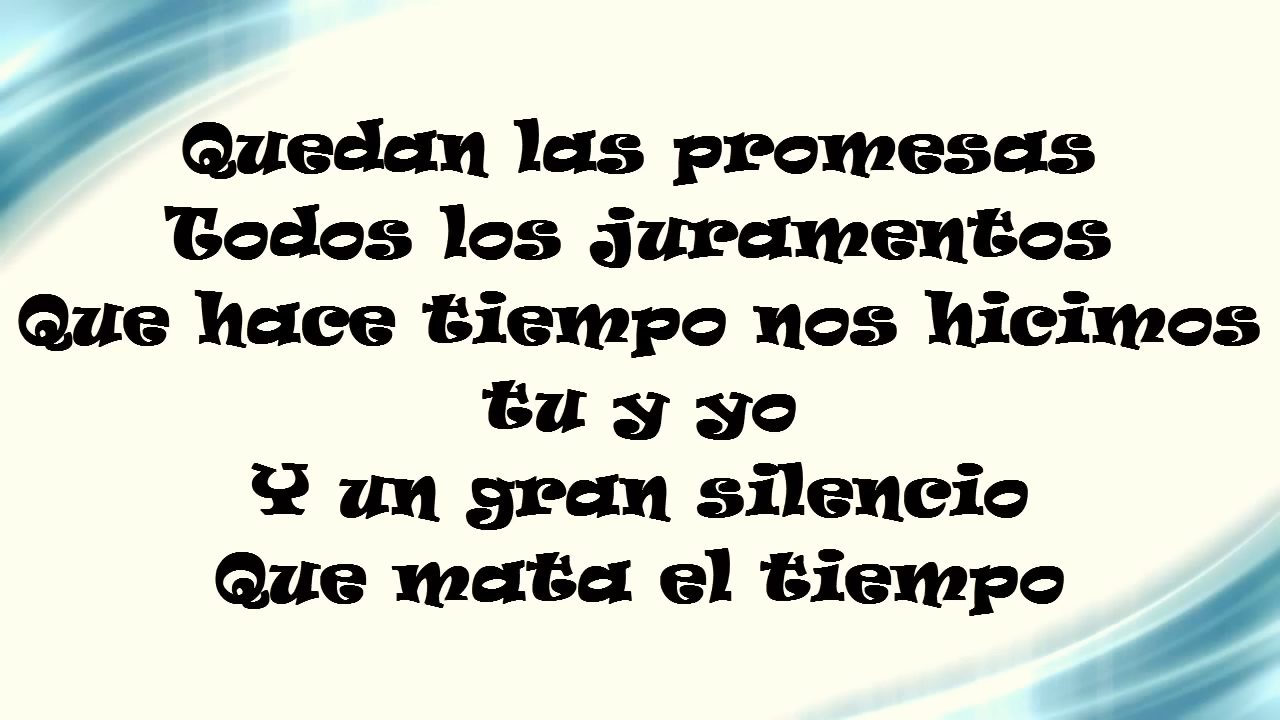 Quedan las promesas
Todos los juramentos
Que hace tiempo nos hicimos
tu y yo
Y un gran silencio
Que mata el tiempo